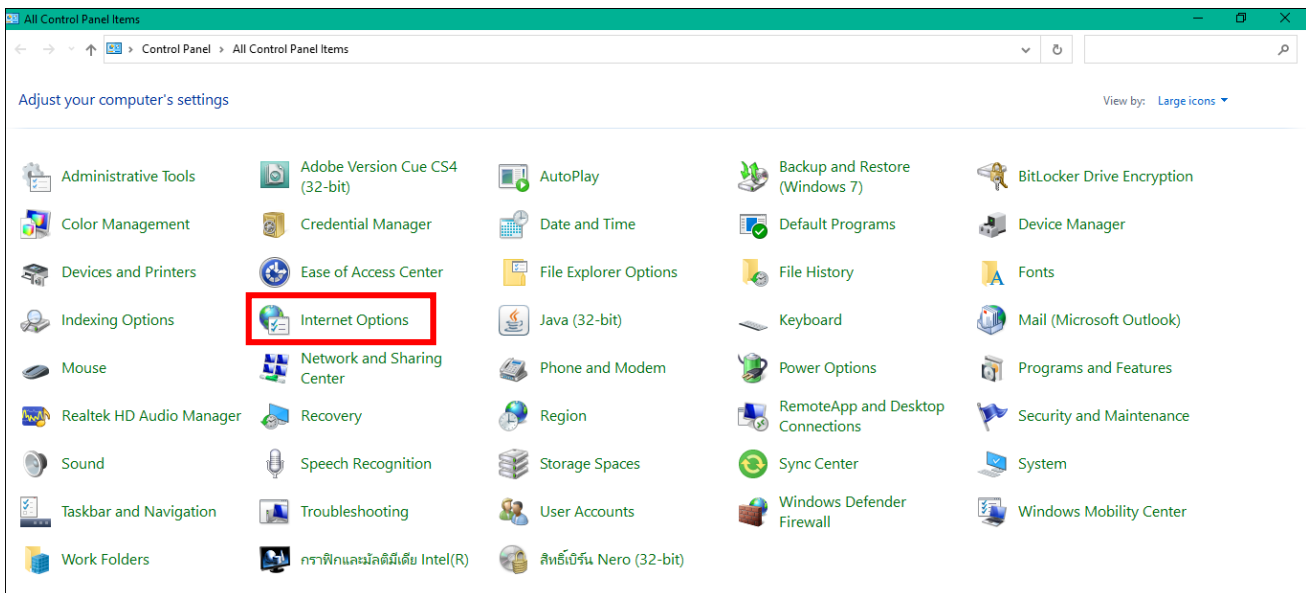 All Control Panel Items
Control Panel > All Control Panel Items
Adjust your computer's settings
View by: Large icons
Administrative Tools
Adobe Version Cue CS4
(32-bit)
AutoPlay
Backup and Restore
(Windows 7)
BitLocker Drive Encryption
Color Management
Credential Manager
Date and Time
Default Programs
Device Manager
Devices and Printers
Ease of Access Center
File Explorer Options
File History
Fonts
Indexing Options
Internet Options
Java (32-bit)
Keyboard
Mail (Microsoft Outlook)
Mouse
Network and Sharing
Center
Phone and Modem
Power Options
Programs and Features
Realtek HD Audio Manager
Recovery
Region
RemoteApp and Desktop
Connections
Security and Maintenance
Sound
Speech Recognition
Storage Spaces
Sync Center
System
Taskbar and Navigation
Troubleshooting
User Accounts
Windows Defender
Firewall
Windows Mobility Center
Work Folders
กราฟิกและมัลติมีเดีย Intel(R)
สิทธิ์เบิร์น Nero (32-bit)